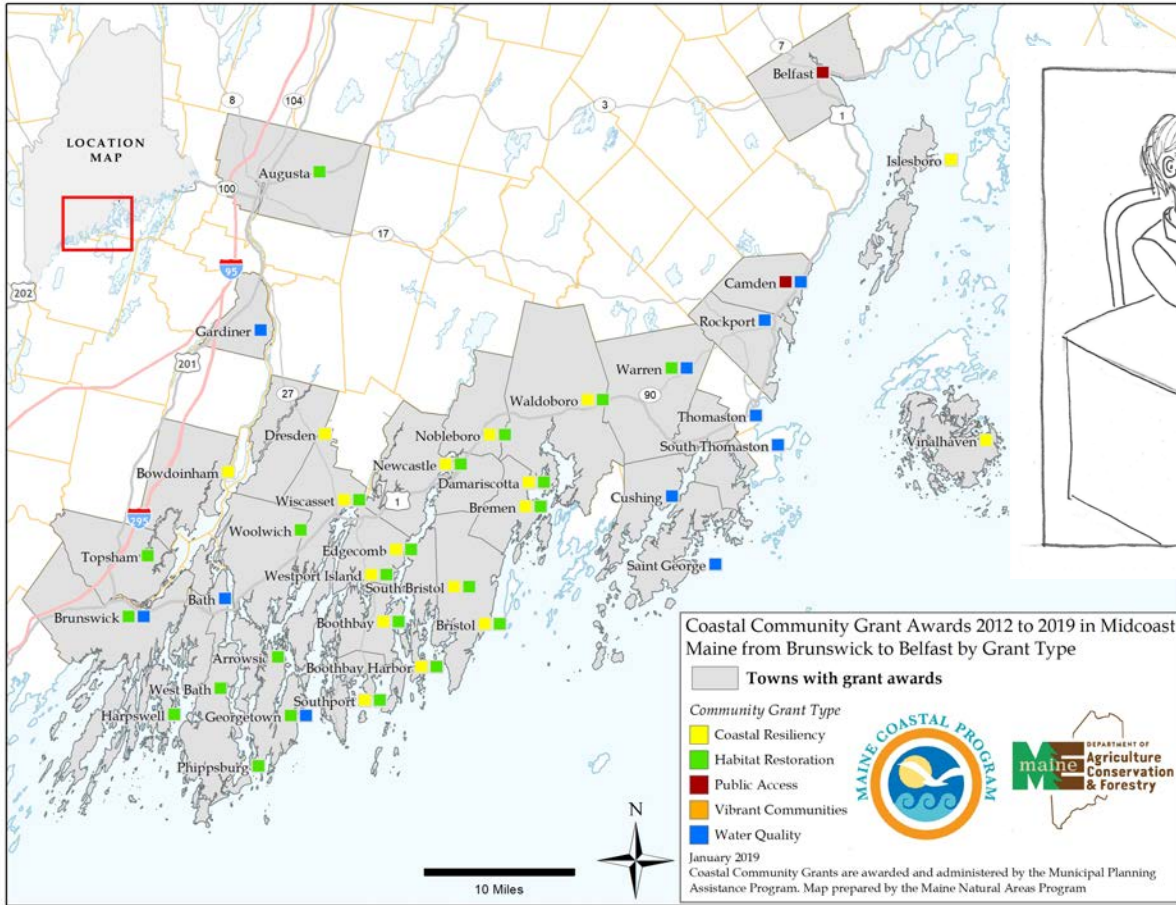 7
Belfast
3
1
8
104
LOCATION
MAP
Augusta
Islesboro
100
17
95
202
Camden
Rockport
Gardiner
201
Warren
27
Waldoboro
90
Thomaston
Dresden
Nobleboro
South Thomaston
Vinalhaven
Newcastle
Bowdoinham
Damariscotta
Wiscasset
1
Cushing
Bremen
295
Woolwich
Edgecomb
Topsham
Westport Island
Saint George
South Bristol
Bath
Brunswick
Boothbay
Bristol
Arrowsic
Boothbay Harbor
West Bath
Southport
Harpswell
Georgetown
Phippsburg
N
10 Miles
Coastal Community Grant Awards 2012 to 2019 in Midcoast
Maine from Brunswick to Belfast by Grant Type
Towns with grant awards
Community Grant Type
Coastal Resiliency
Habitat Restoration
Public Access
Vibrant Communities
Water Quality
MAINE COASTAL PROGRAM
maine
DEPARTMENT OF
Agriculture
Conservation
& Forestry
January 2019
Coastal Community Grants are awarded and administered by the Municipal Planning
Assistance Program. Map prepared by the Maine Natural Areas Program